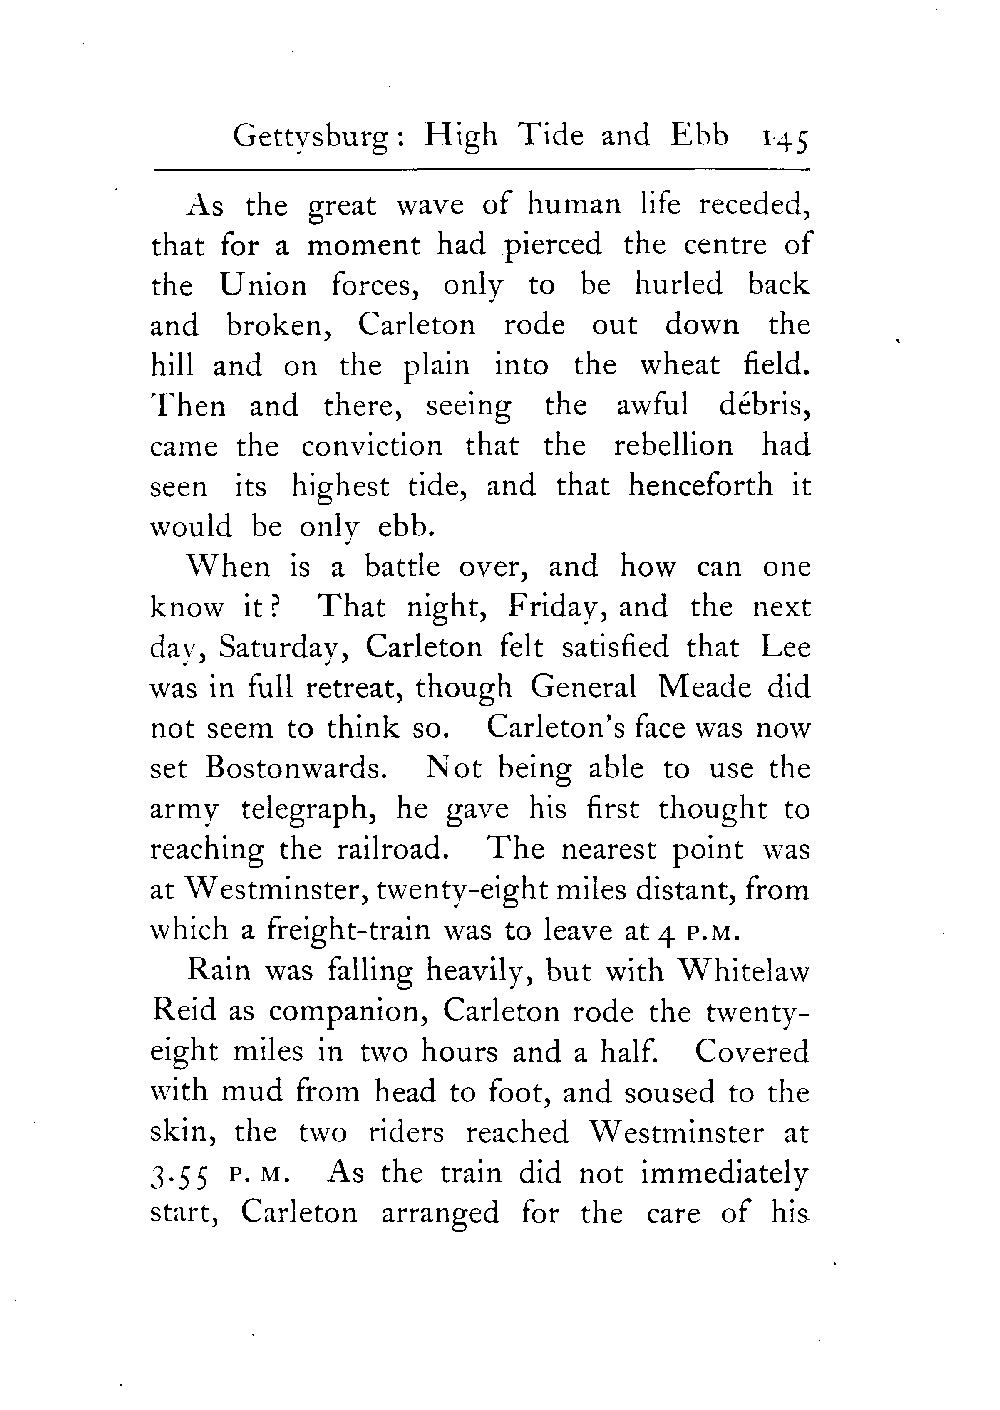 Gettysburg: High Tide and Ebb 145
As the great wave of human life receded,
that for a moment had pierced the centre of
the Union forces, only to be hurled back
and broken, Carleton rode out down the
hill and on the plain into the wheat field.
Then and there, seeing the awful débris,
came the conviction that the rebellion had
seen its highest tide, and that henceforth it
would be only ebb.
When is a battle over, and how can one
know it? That night, Friday, and the next
day, Saturday, Carleton felt satisfied that Lee
was in full retreat, though General Meade did
not seem to think so. Carleton's face was now
set Bostonwards. Not being able to use the
army telegraph, he gave his first thought to
reaching the railroad. The nearest point was
at Westminster, twenty-eight miles distant, from
which a freight-train was to leave at 4 P.M.
Rain was falling heavily, but with Whitelaw
Reid as companion, Carleton rode the twenty-
eight miles in two hours and a half. Covered
with mud from head to foot, and soused to the
skin, the two riders reached Westminster at
3.55 P. M. As the train did not immediately
start, Carleton arranged for the care of his